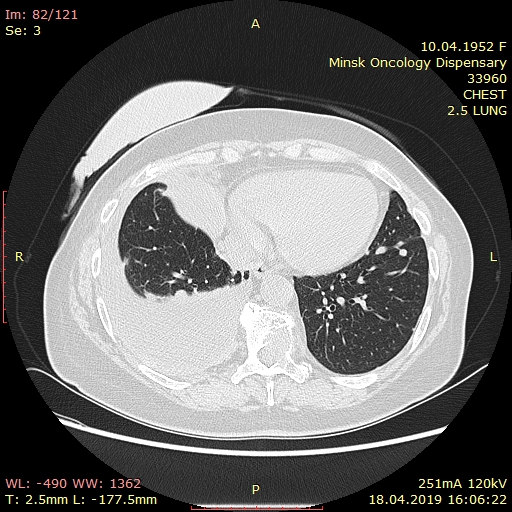 Im: 82/121
Se: 3
A
10.04.1952 F
Minsk Oncology Dispensary
33960
CHEST
2.5 LUNG
R
L
WL: -490 WW: 1362
T: 2.5mm L: -177.5mm
P
251mA 120kV
18.04.2019 16:06:22